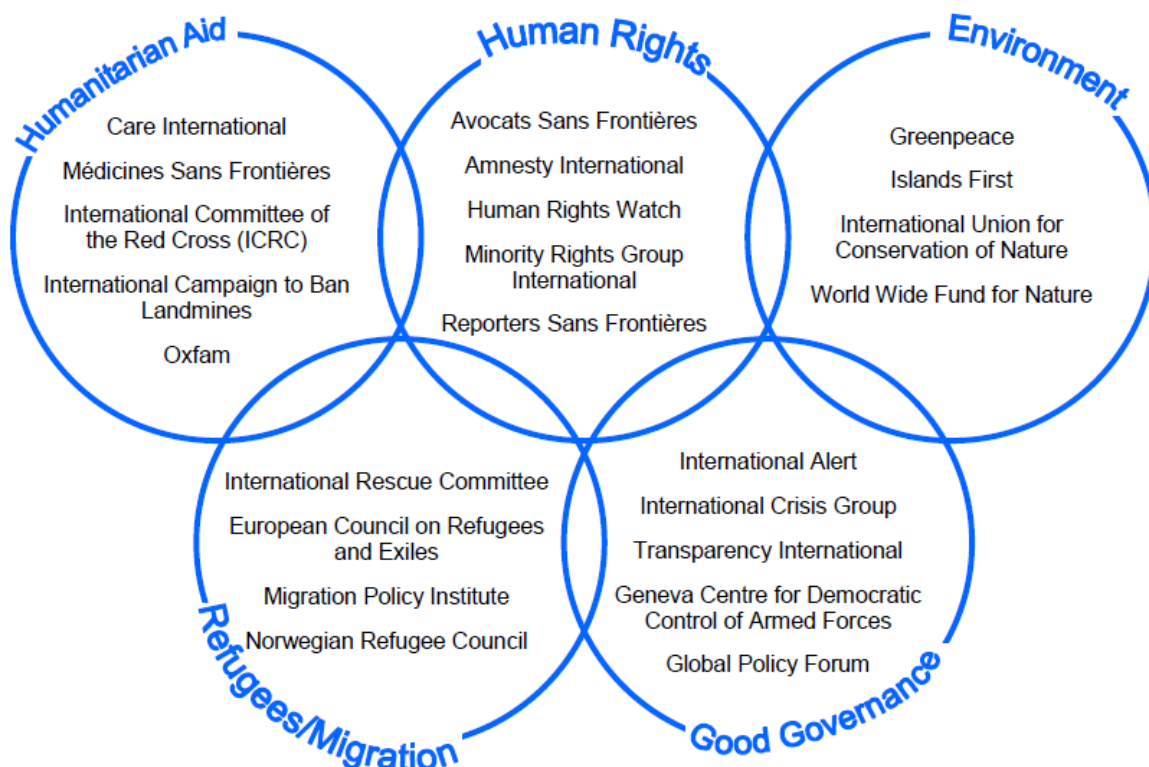 Humanitarian Aid
Care International
Médicines Sans Frontières
International Committee of
the Red Cross (ICRC)
International Campaign to Ban
Landmines
Oxfam
Human Rights
Avocats Sans Frontières
Amnesty International
Human Rights Watch
Minority Rights Group
International
Reporters Sans Frontières
Environment
Greenpeace
Islands First
International Union for
Conservation of Nature
World Wide Fund for Nature
International Rescue Committee
European Council on Refugees
and Exiles
Migration Policy Institute
Norwegian Refugee Council
Refugees/Migration
International Alert
International Crisis Group
Transparency International
Geneva Centre for Democratic
Control of Armed Forces
Global Policy Forum
Good Governance